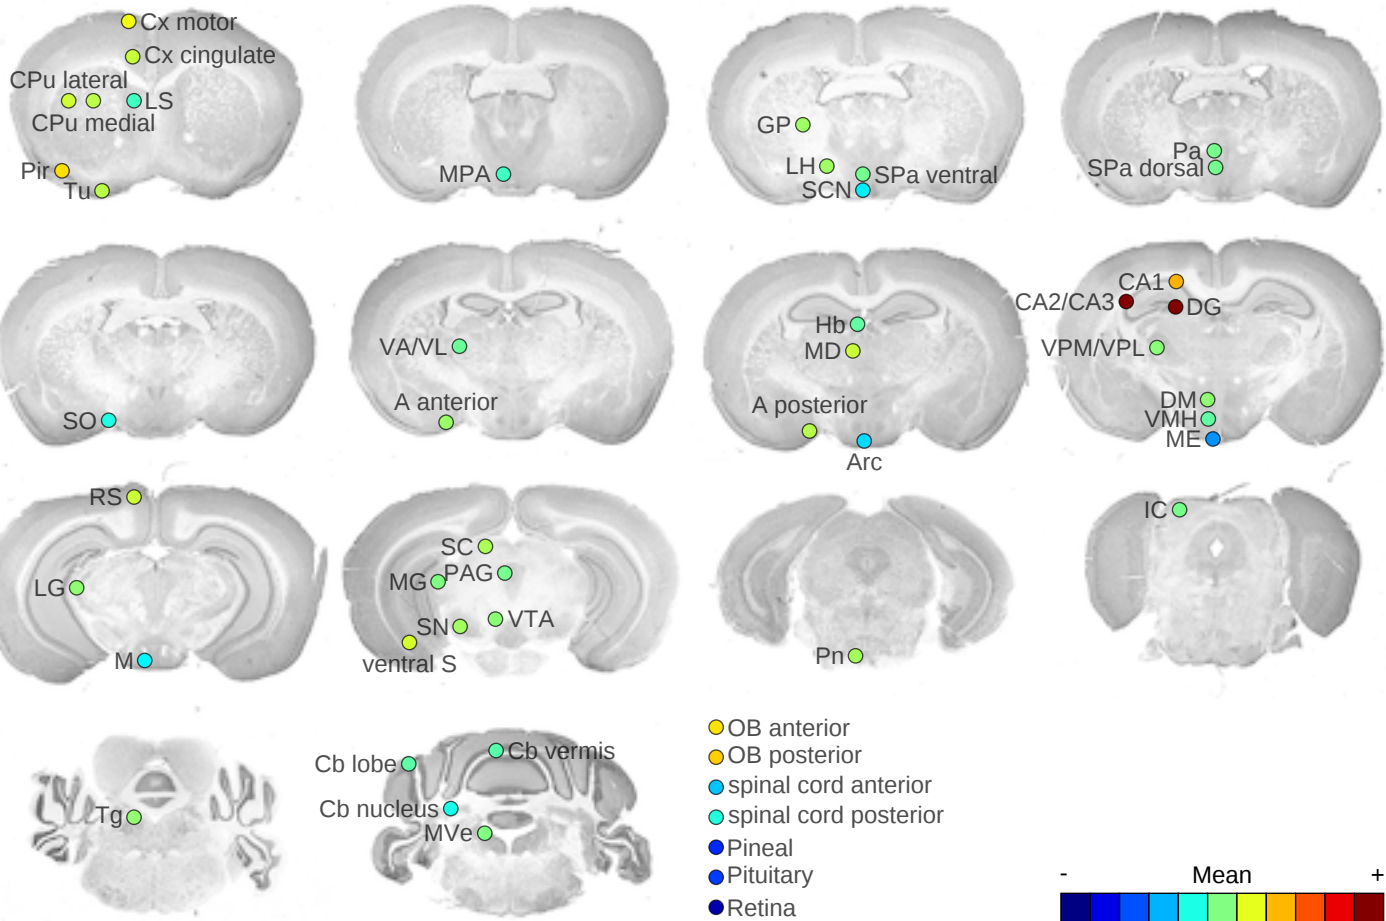 Cx motor
Cx cingulate
CPu lateral
LS
CPu medial
Pir
Tu
MPA
GP
LH
SPa ventral
SCN
Pa
SPa dorsal
SO
VA/VL
A anterior
Hb
MD
A posterior
Arc
CA1
CA2/CA3
DG
VPM/VPL
DM
VMH
ME
RS
LG
M
SC
MG
PAG
SN
VTA
ventral S
Pn
IC
Tg
Cb lobe
Cb vermis
Cb nucleus
MVe
OB anterior
OB posterior
spinal cord anterior
spinal cord posterior
Pineal
Pituitary
Retina
- Mean +